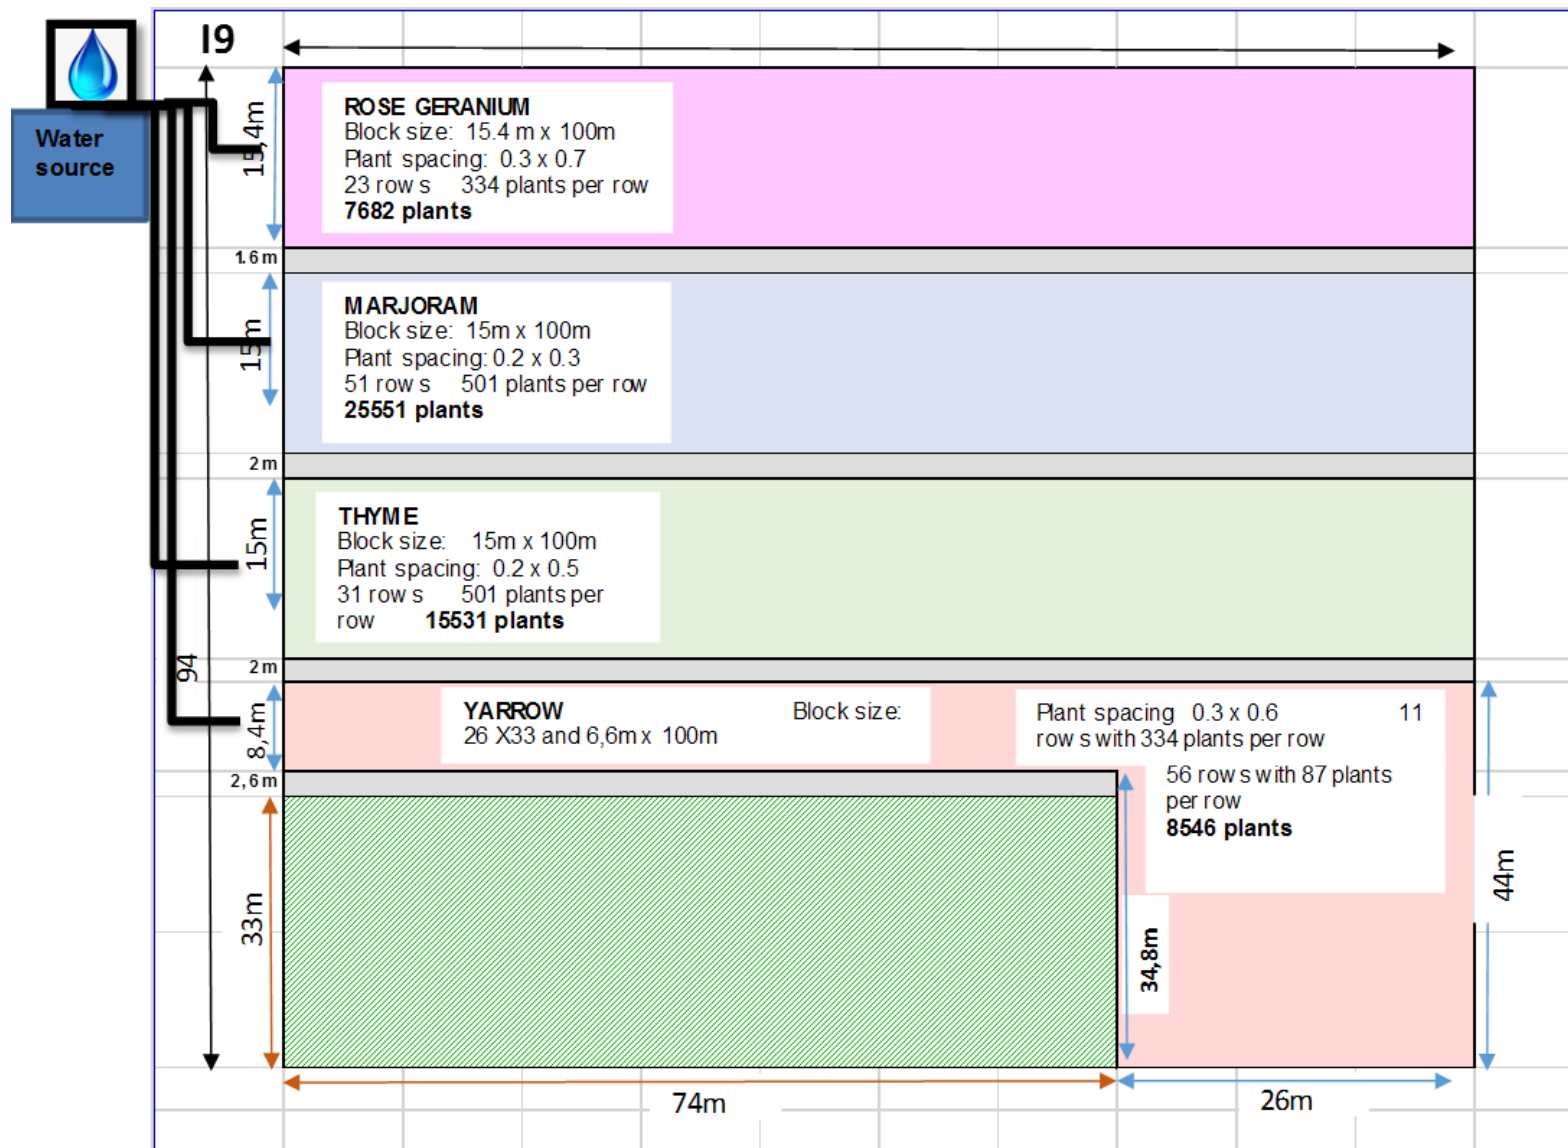 I9
Water
source
15,4m
ROSE GERANIUM
Block size: 15.4 m x 100m
Plant spacing: 0.3 x 0.7
23 rows 334 plants per row
7682 plants
1.6 m
15m
MARJORAM
Block size: 15m x 100m
Plant spacing: 0.2 x 0.3
51 rows 501 plants per row
25551 plants
2 m
15m
THYME
Block size: 15m x 100m
Plant spacing: 0.2 x 0.5
31 rows 501 plants per
row 15531 plants
94
2 m
8,4m
YARROW Block size:
26 X33 and 6,6m x 100m
Plant spacing 0.3 x 0.6 11
rows with 334 plants per row
56 rows with 87 plants
per row
8546 plants
2,6 m
33m
34,8m
44m
74m
26m